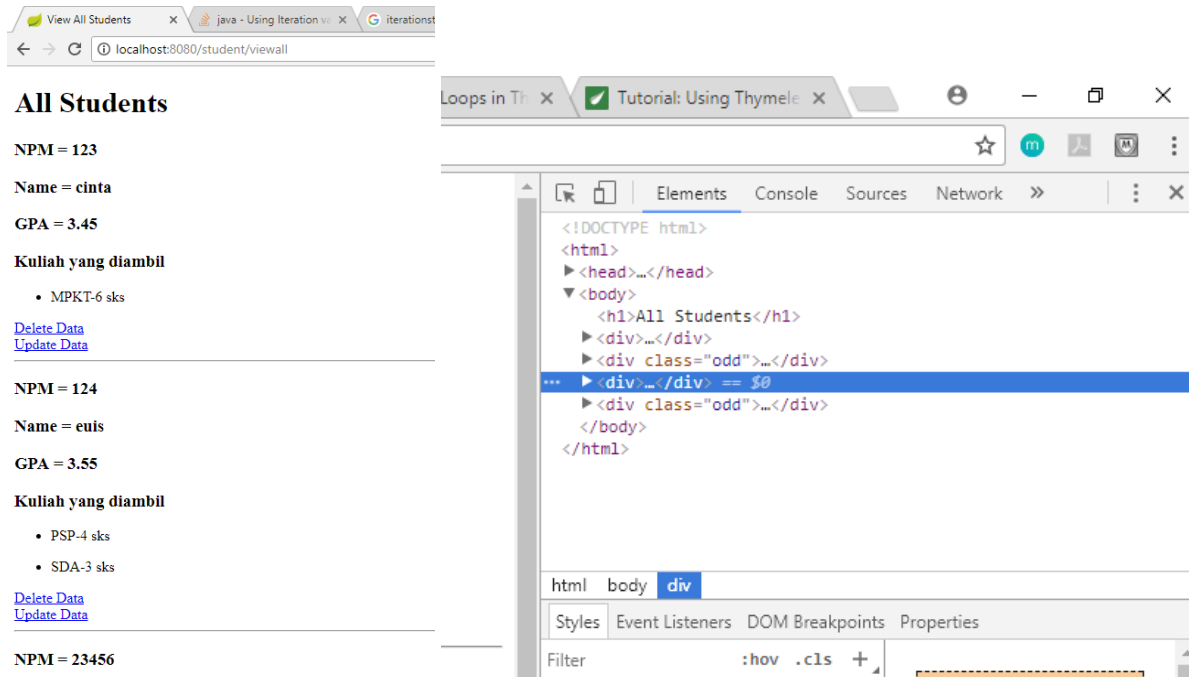 View All Students
java - Using Iteration va
iterationst
localhost:8080/student/viewall
All Students
NPM = 123
Name = cinta
GPA = 3.45
Kuliah yang diambil
• MPKT-6 sks
Delete Data
Update Data
NPM = 124
Name = euis
GPA = 3.55
Kuliah yang diambil
• PSP-4 sks
• SDA-3 sks
Delete Data
Update Data
NPM = 23456
Loops in Th
Tutorial: Using Thymele
m
M
Elements Console Sources Network »
<!DOCTYPE html>
<html>
▶<head>…</head>
▼<body>
<h1>All Students</h1>
▶<div>…</div>
▶<div class="odd">…</div>
… ▶<div>…</div> == $0
▶<div class="odd">…</div>
</body>
</html>
html body div
Styles Event Listeners DOM Breakpoints Properties
Filter :hov .cls +